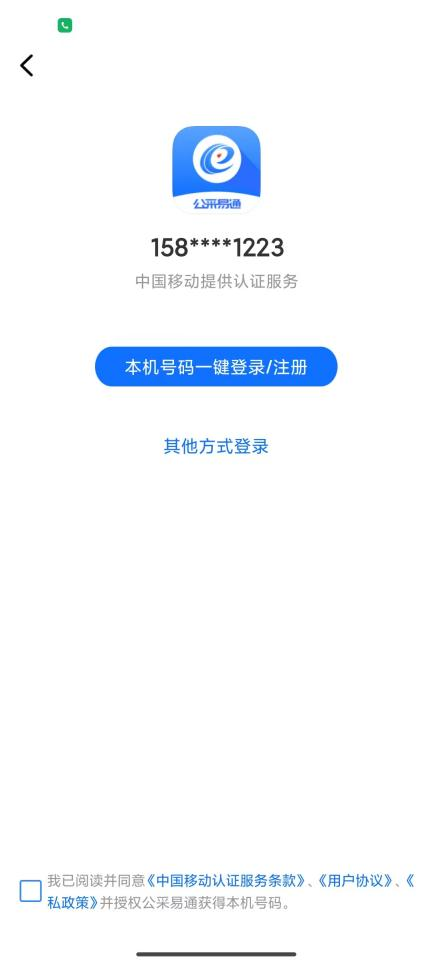 公采易通
158****1223
中国移动提供认证服务
本机号码一键登录/注册
其他方式登录
我已阅读并同意《中国移动认证服务条款》、《用户协议》、《
私政策》并授权公采易通获得本机号码。